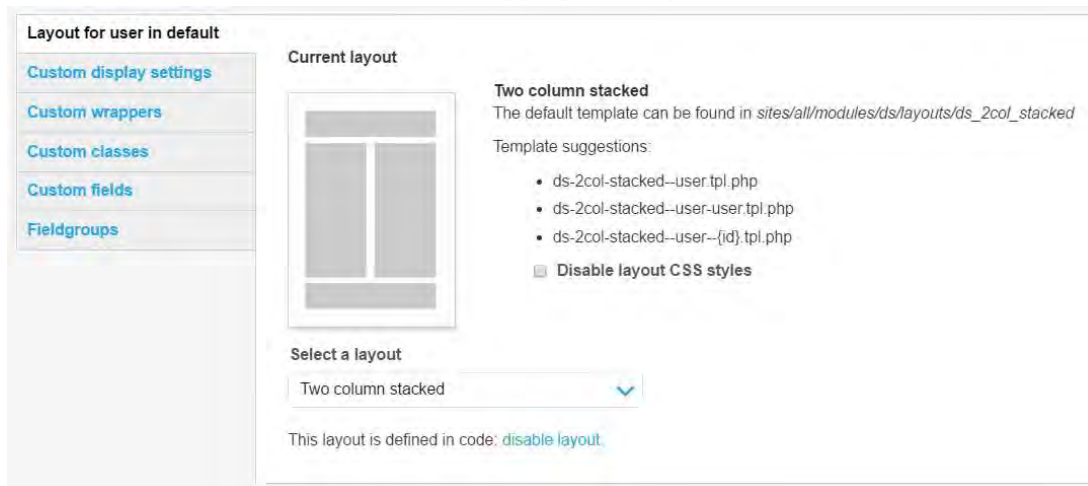 Layout for user in default
Custom display settings
Custom wrappers
Custom classes
Custom fields
Fieldgroups
Current layout
Two column stacked
The default template can be found in sites/all/modules/ds/layouts/ds_2col_stacked
Template suggestions:
• ds-2col-stacked--user.tpl.php
• ds-2col-stacked--user-user.tpl.php
• ds-2col-stacked--user--{id}.tpl.php
Disable layout CSS styles
Select a layout
Two column stacked
This layout is defined in code: disable layout.